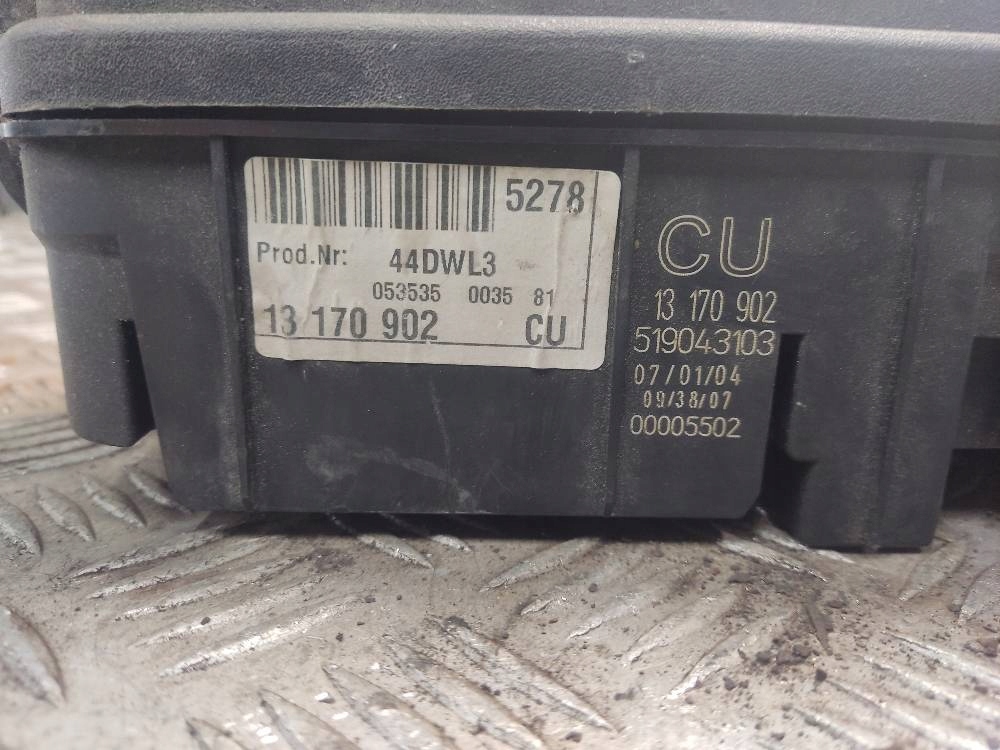 5278
Prod.Nr: 44DWL3
053535 0035 81
13 170 902 CU
CU
13 170 902
519043103
07/01/04
09/38/07
00005502